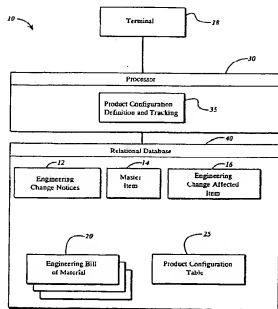 10
Terminal
18
30
Processor
Product Configuration
Definition and Tracking
35
40
Relational Database
12
14
16
Engineering
Change Notices
Master
Item
Engineering
Change Affected
Item
20
25
Engineering Bill
of Material
Product Configuration
Table